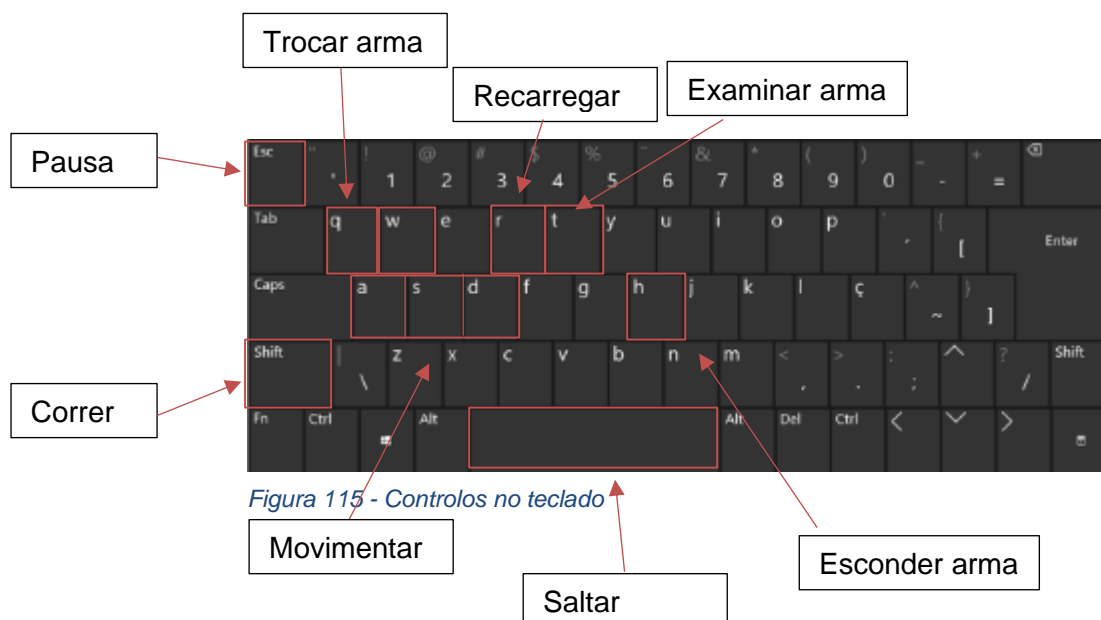 Trocar arma
Recarregar
Examinar arma
Pausa
Esc " ! @ # $ % ¨ & * ( ) _ +
' 1 2 3 4 5 6 7 8 9 0 - =
Tab q w e r t y u i o p ` { Enter
´ [
Caps a s d f g h j k l ç ^ }
~ ]
Shift | z x c v b n m < > : ? Shift
\ , . ; /
Correr
Fn Ctrl Alt Alt Del Ctrl
Figura 115 - Controlos no teclado
Movimentar
Esconder arma
Saltar